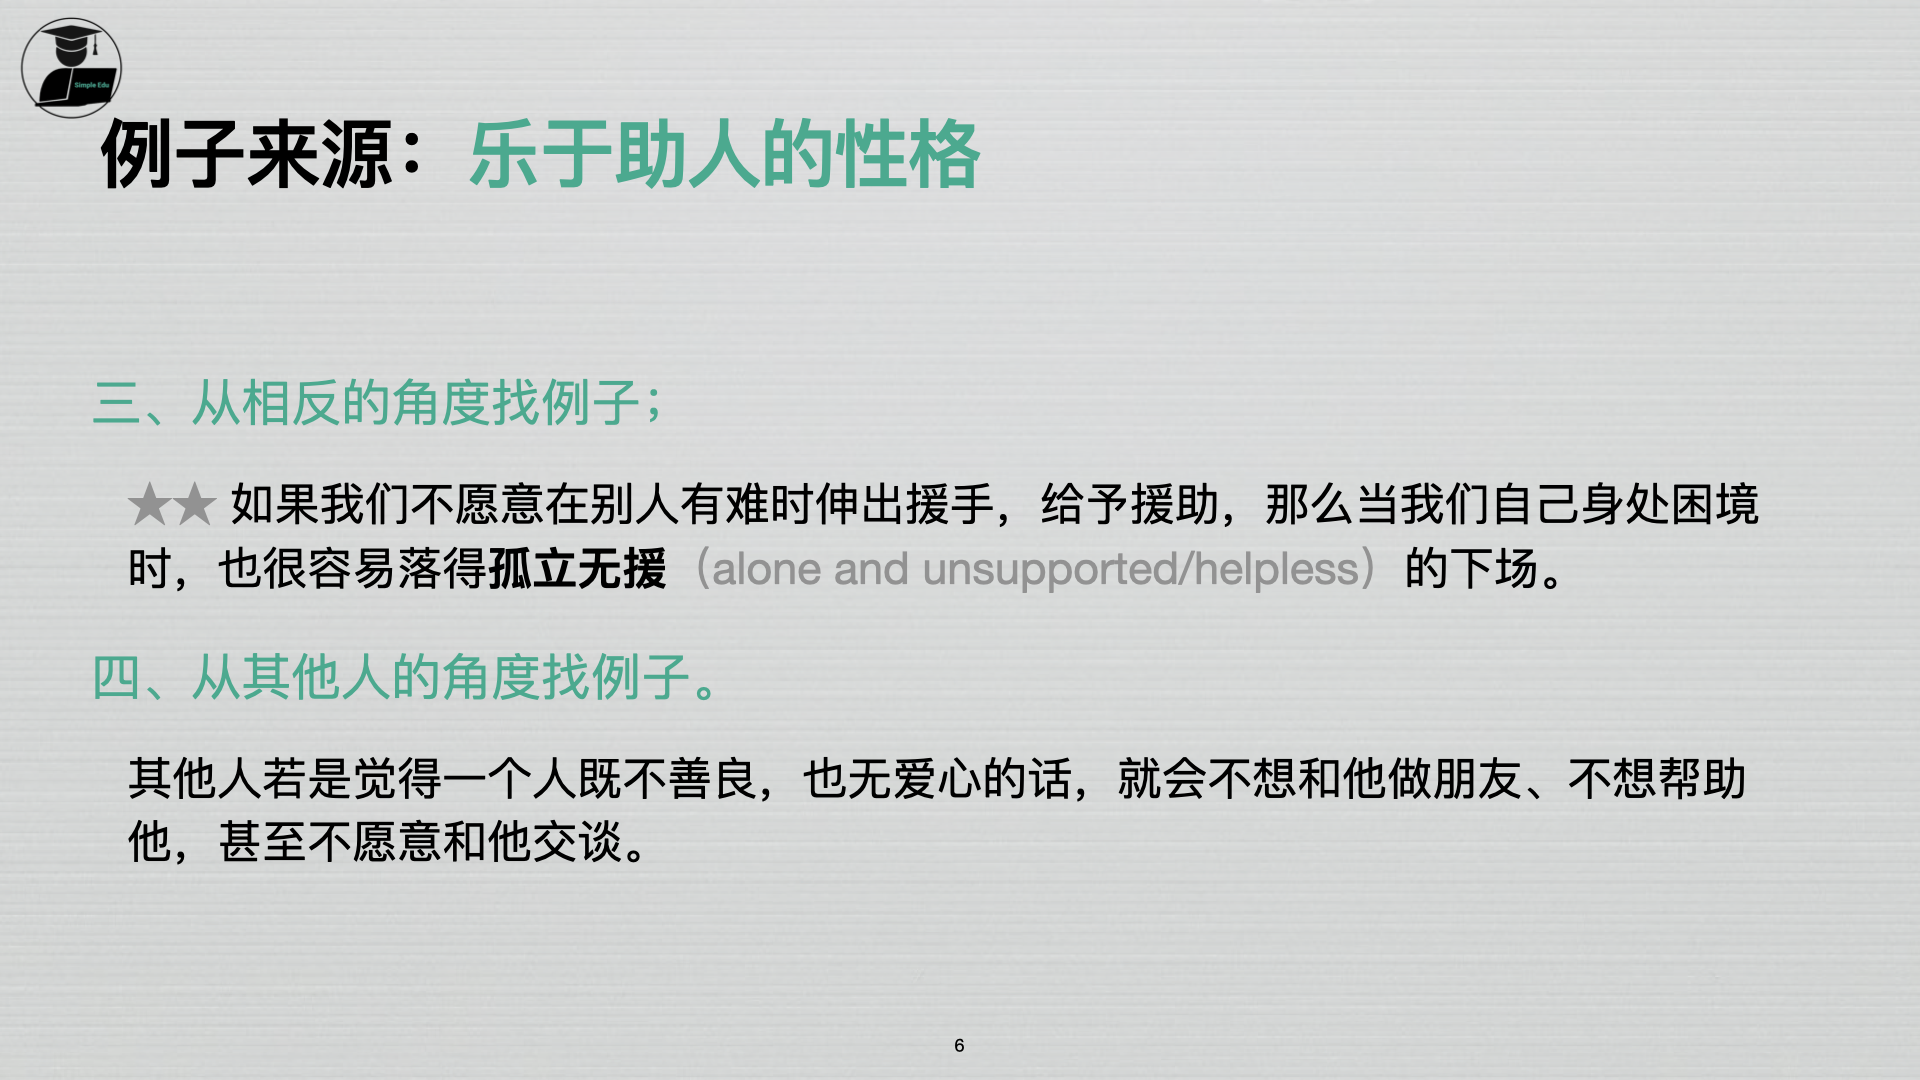 Simple Edu
例子来源：乐于助人的性格
三、从相反的角度找例子；
★★ 如果我们不愿意在别人有难时伸出援手，给予援助，那么当我们自己身处困境
时，也很容易落得孤立无援（alone and unsupported/helpless）的下场。
四、从其他人的角度找例子。
其他人若是觉得一个人既不善良，也无爱心的话，就会不想和他做朋友、不想帮助
他，甚至不愿意和他交谈。
6